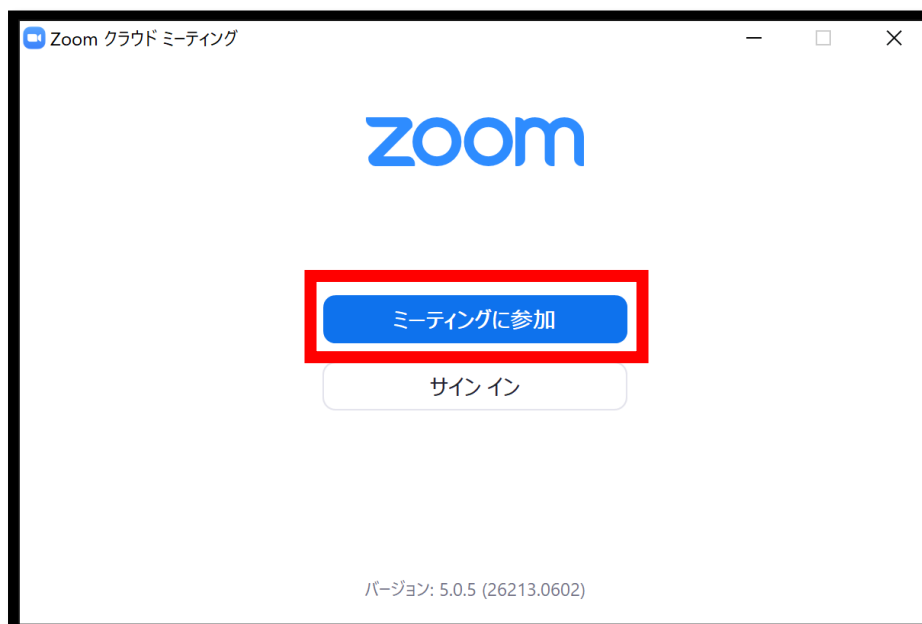 Zoom クラウド ミーティング
zoom
ミーティングに参加
サイン イン
バージョン: 5.0.5 (26213.0602)